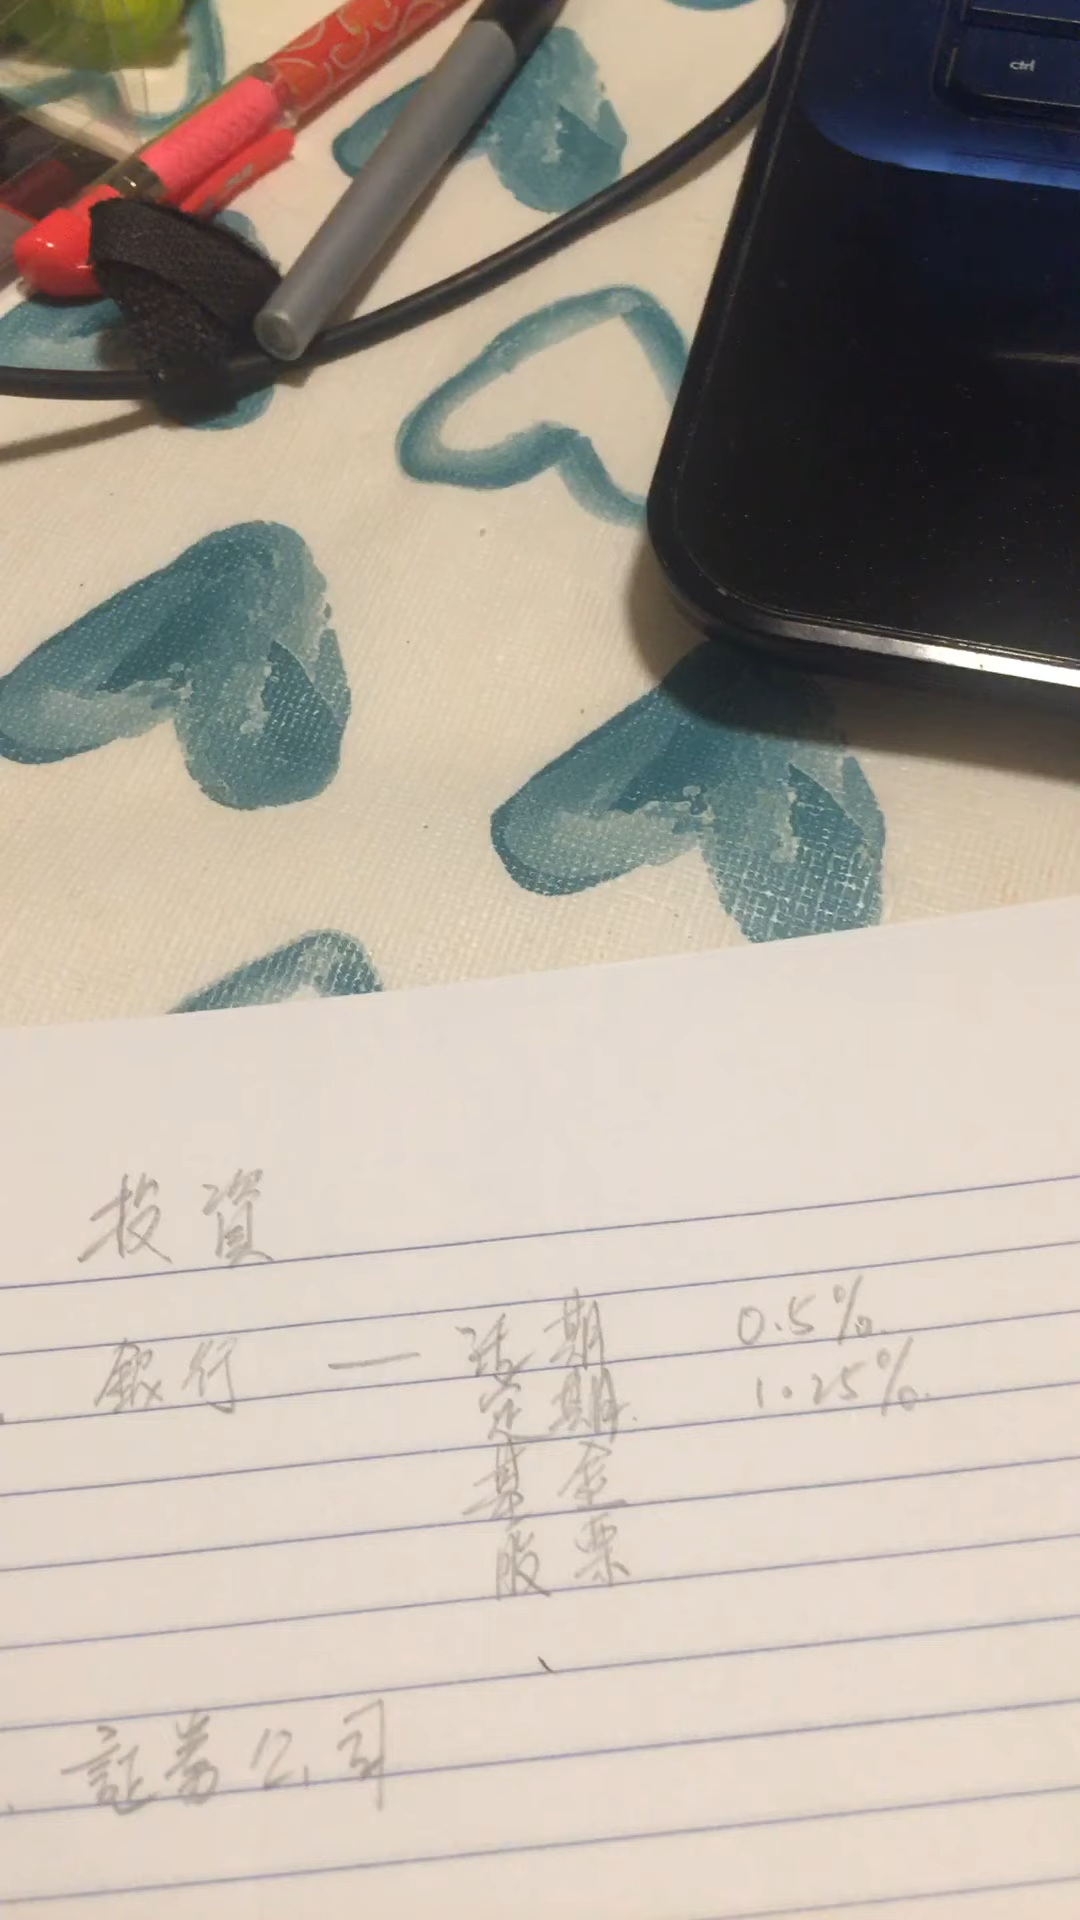 ctrl
投資
銀行 — 活期 0.5%
定期 1.25%
基金
股票
証券公司